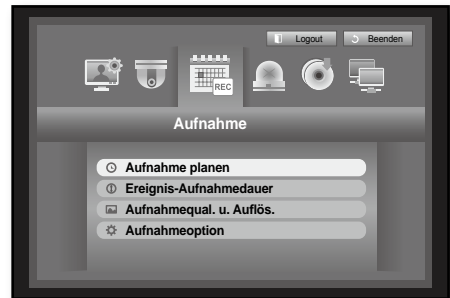 Logout
Beenden
REC
Aufnahme
Aufnahme planen
Ereignis-Aufnahmedauer
Aufnahmequal. u. Auflös.
Aufnahmeoption